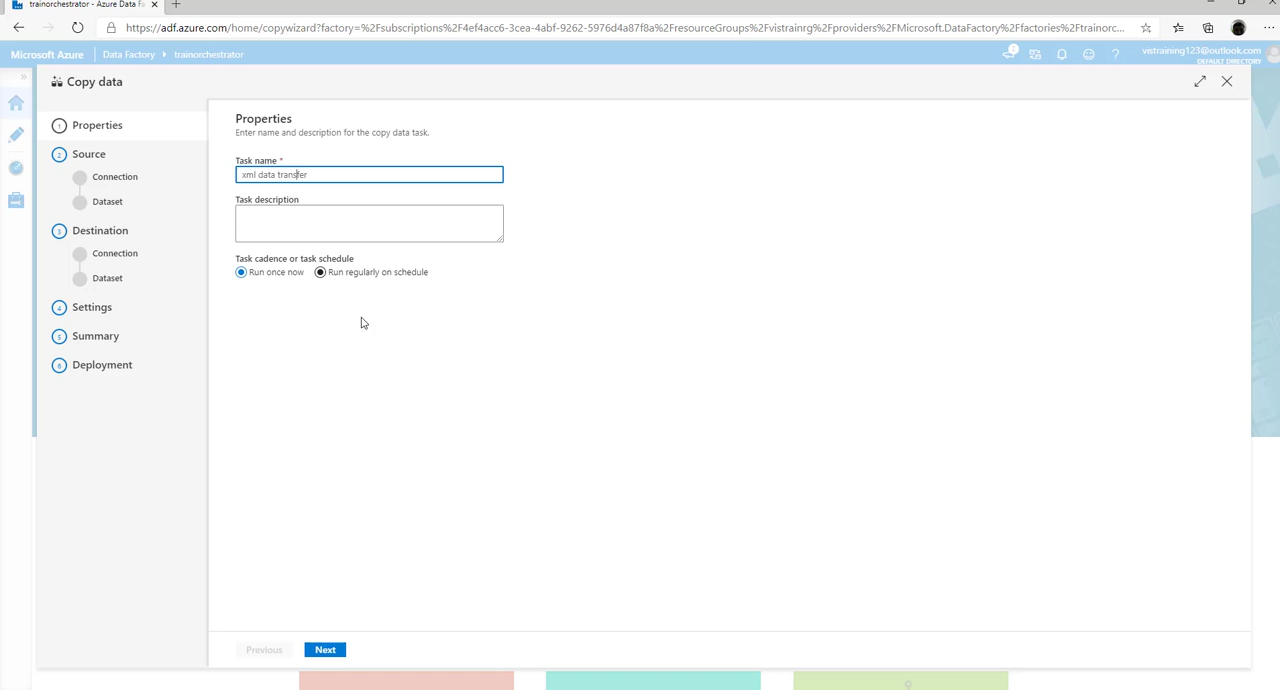 trainorchestrator - Azure Data Fa
https://adf.azure.com/home/copywizard?factory=%2Fsubscriptions%2F4ef4acc6-3cea-4abf-9262-5976d4a87f8a%2FresourceGroups%2Fvistrainrg%2Fproviders%2FMicrosoft.DataFactory%2Ffactories%2Ftrainorc...
Microsoft Azure
Data Factory
trainorchestrator
1
vistraining123@outlook.com
DEFAULT DIRECTORY
Copy data
1 Properties
2 Source
Connection
Dataset
3 Destination
Connection
Dataset
4 Settings
5 Summary
6 Deployment
Properties
Enter name and description for the copy data task.
Task name *
xml data transfer
Task description
Task cadence or task schedule
Run once now Run regularly on schedule
Previous Next